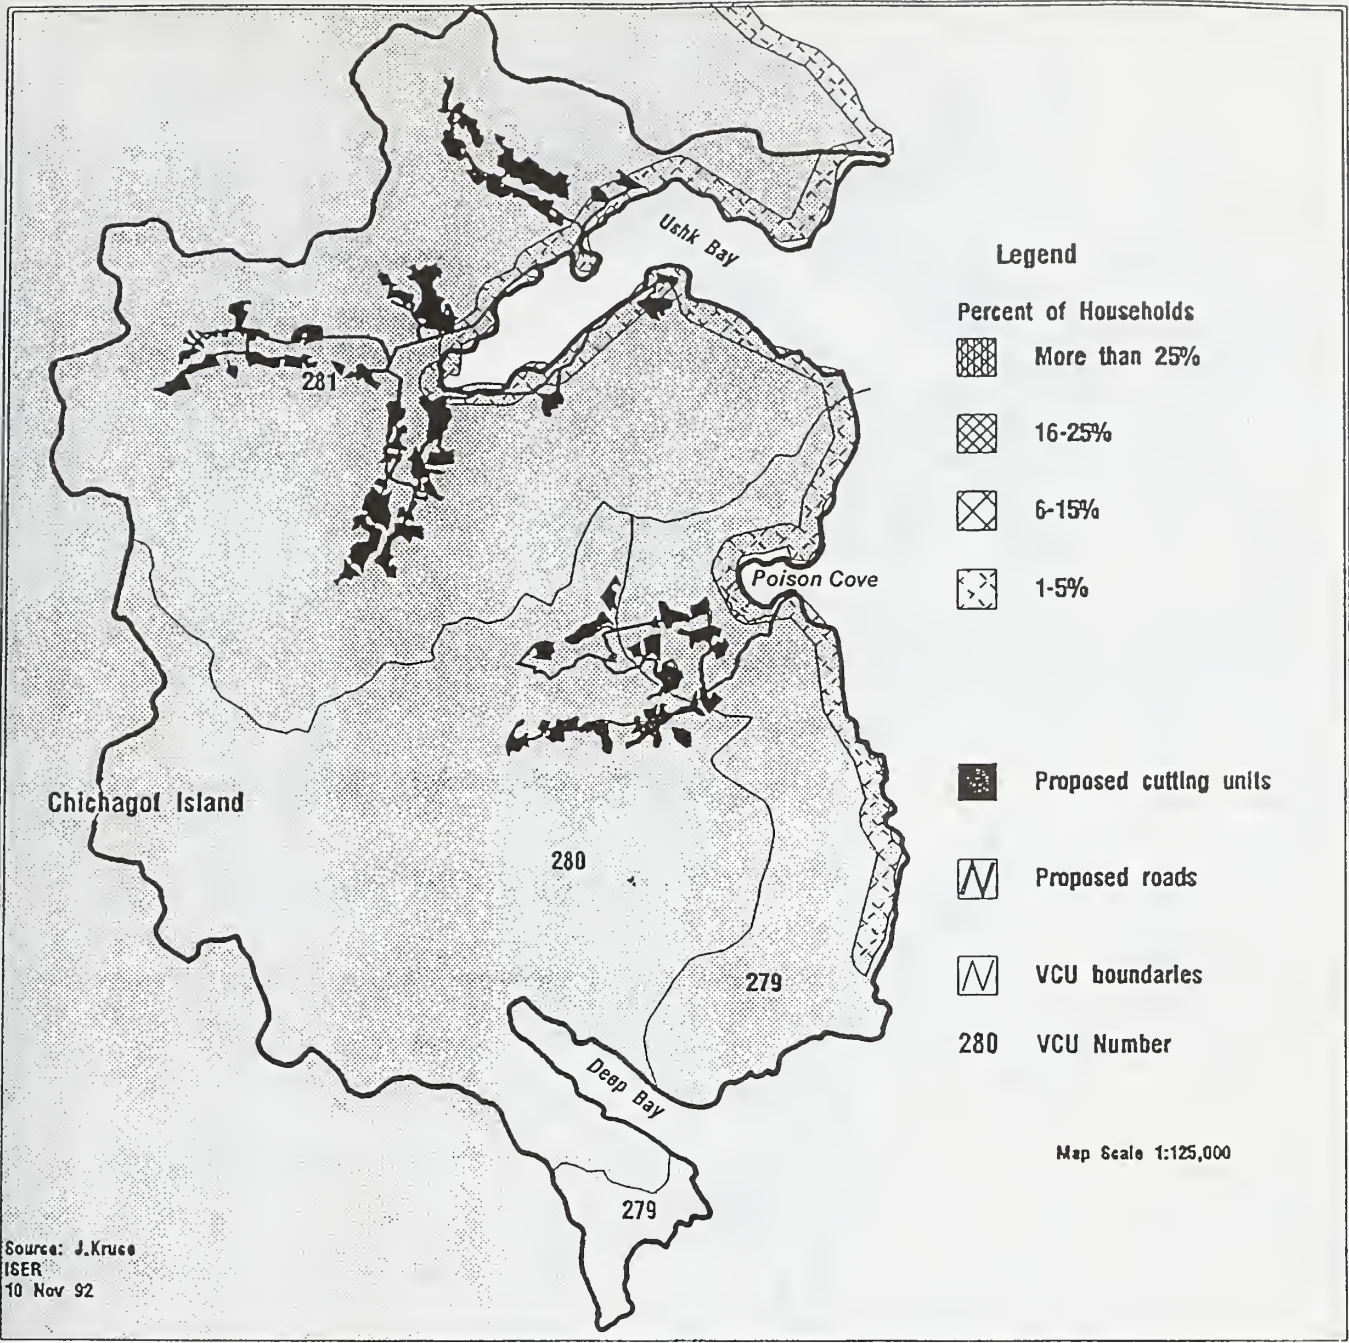 Ushk Bay
Legend
Percent of Households
More than 25%
281
16-25%
6-15%
Poison Cove
1-5%
Proposed cutting units
Chichagof Island
280
Proposed roads
279
VCU boundaries
280 VCU Number
Deep Bay
Map Scale 1:125,000
279
Source: J.Kruse
ISER
10 Nov 92